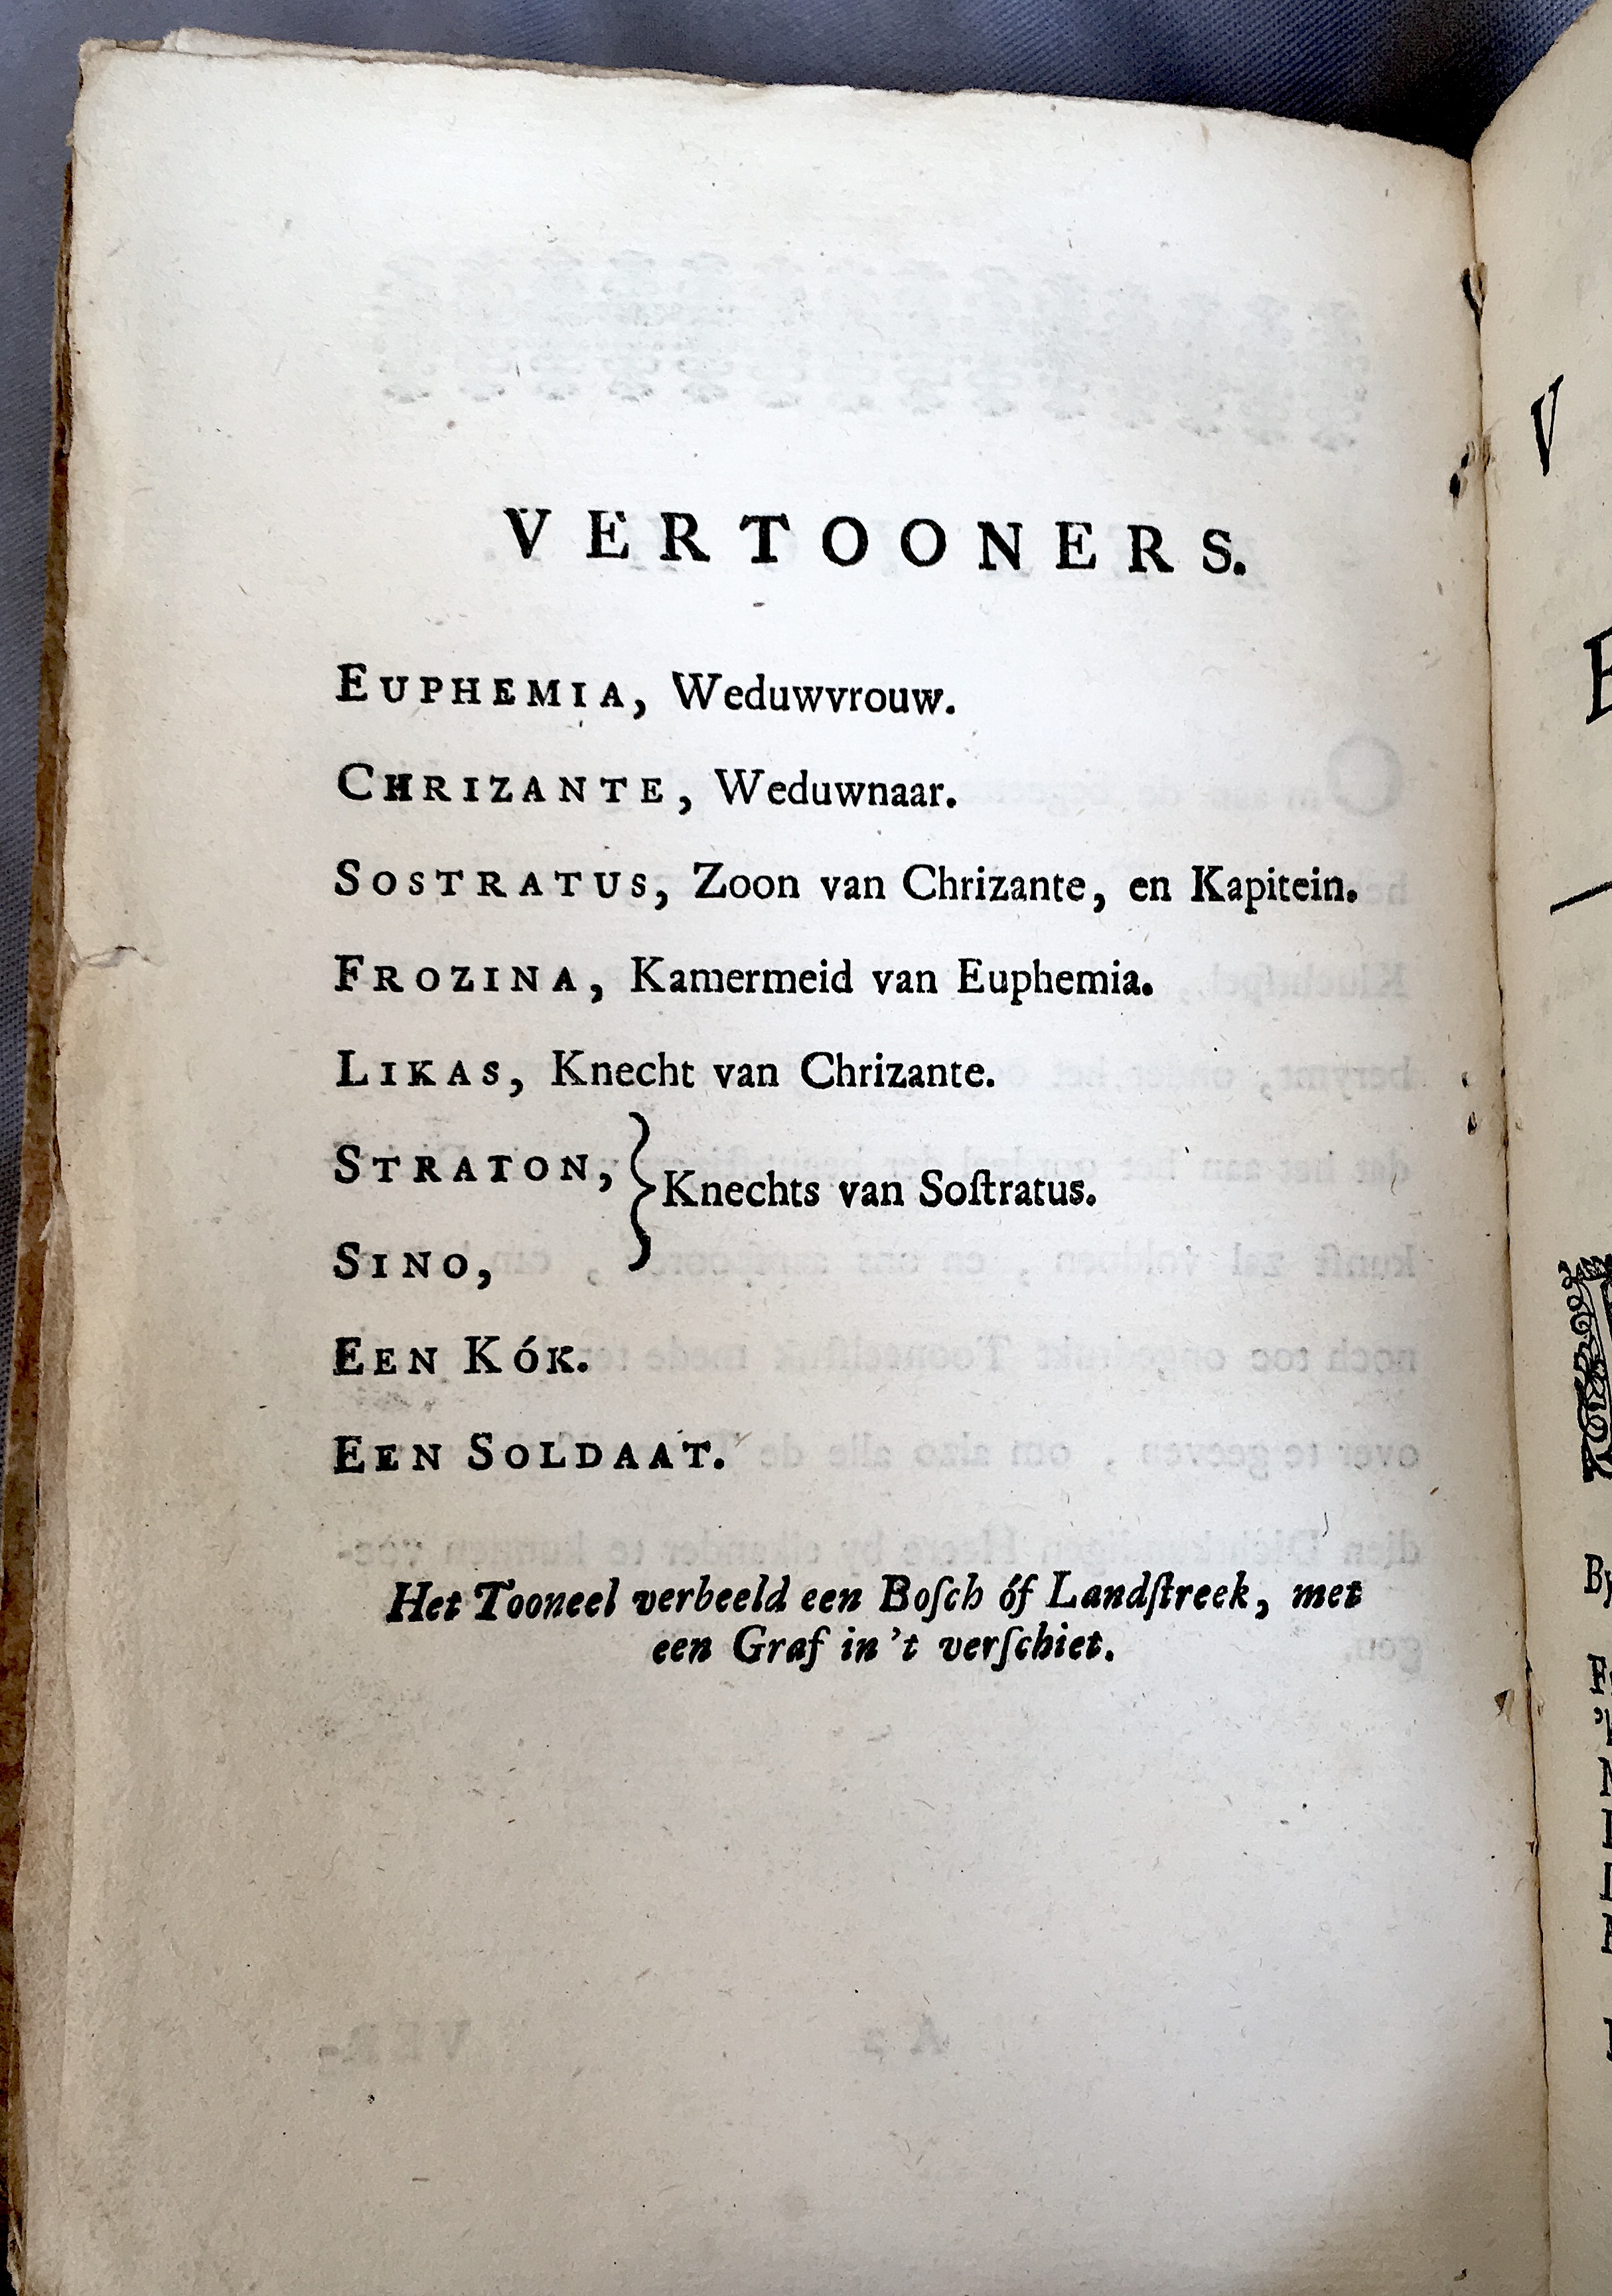 VERTOONERS.
EUPHEMIA, Weduwvrouw.
CHRIZANTE, Weduwnaar.
SOSTRATUS, Zoon van Chrizante, en Kapitein.
FROZINA, Kamermeid van Euphemia.
LIKAS, Knecht van Chrizante.
STRATON,
Knechts van Soſtratus.
SINO,
EEN KÓK.
EEN SOLDAAT.
Het Tooneel verbeeld een Boſch óf Landſtreek, met
een Graf in 't verſchiet.